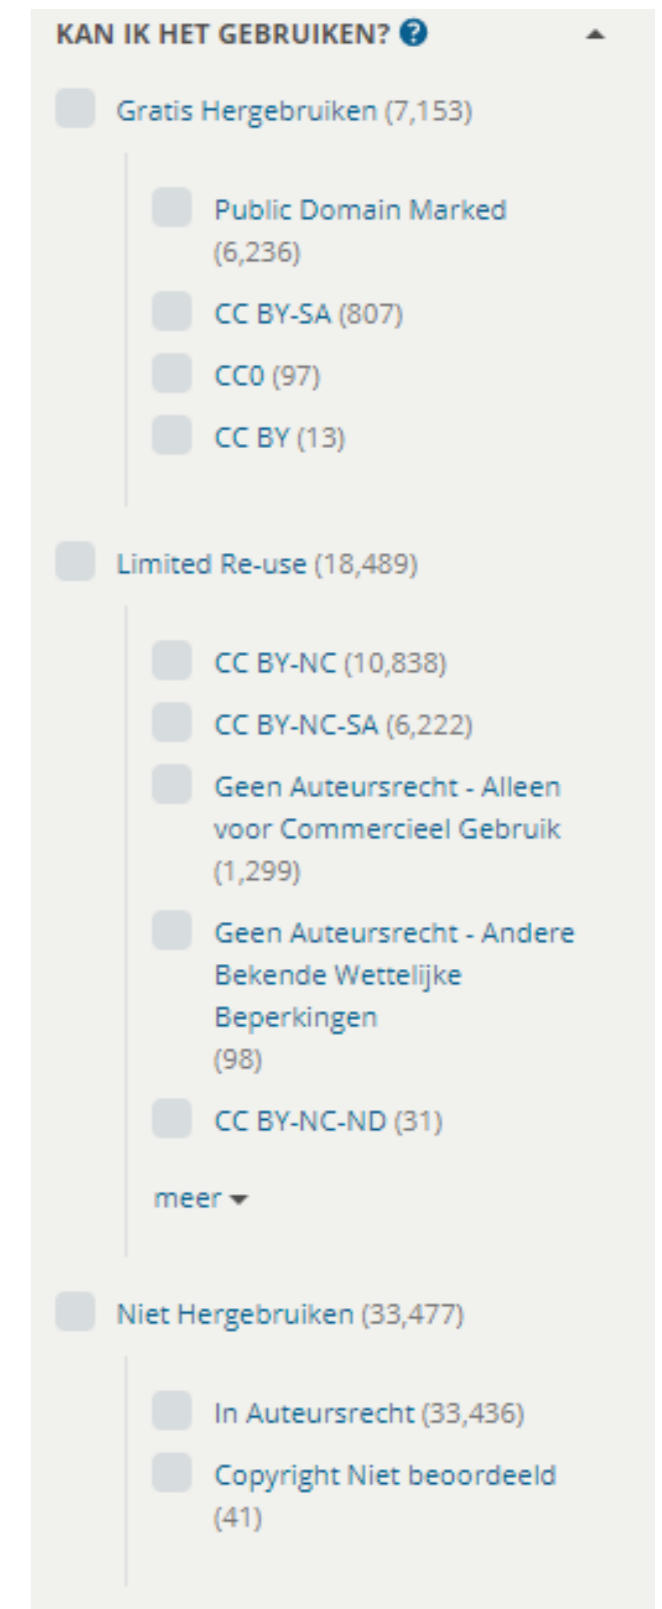 KAN IK HET GEBRUIKEN?
Gratis Hergebruiken (7,153)
Public Domain Marked
(6,236)
CC BY-SA (807)
CC0 (97)
CC BY (13)
Limited Re-use (18,489)
CC BY-NC (10,838)
CC BY-NC-SA (6,222)
Geen Auteursrecht - Alleen
voor Commercieel Gebruik
(1,299)
Geen Auteursrecht - Andere
Bekende Wettelijke
Beperkingen
(98)
CC BY-NC-ND (31)
meer
Niet Hergebruiken (33,477)
In Auteursrecht (33,436)
Copyright Niet beoordeeld
(41)